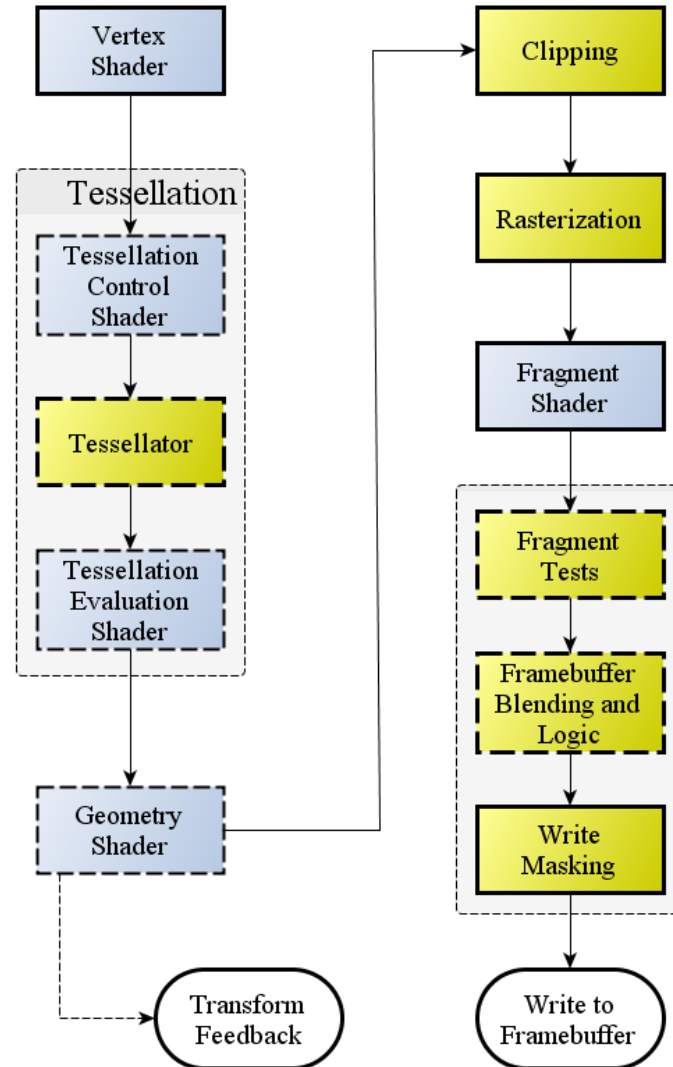 Vertex
Shader
Tessellation
Tessellation
Control
Shader
Tessellator
Tessellation
Evaluation
Shader
Geometry
Shader
Transform
Feedback
Clipping
Rasterization
Fragment
Shader
Fragment
Tests
Framebuffer
Blending and
Logic
Write
Masking
Write to
Framebuffer